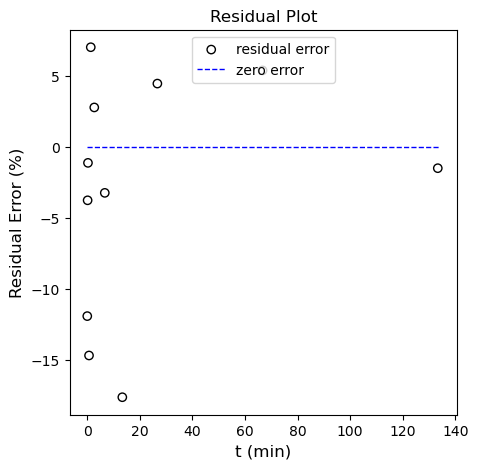 Residual Plot
residual error
zero error
5
0
−5
−10
−15
Residual Error (%)
0 20 40 60 80 100 120 140
t (min)